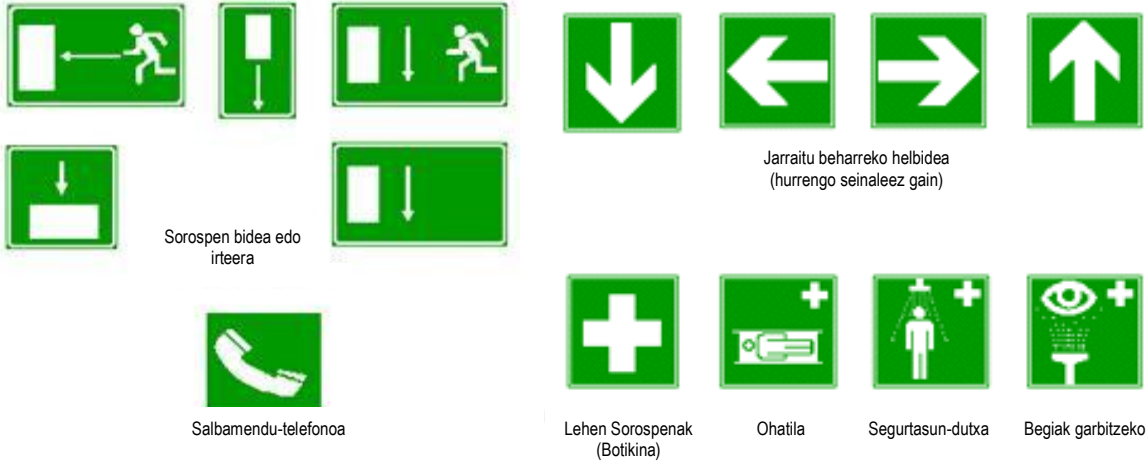 Jarraitu beharreko helbidea
(hurrengo seinaleez gain)
Sorospen bidea edo
irteera
Salbamendu-telefonoa
Lehen Sorospenak
(Botikina)
Ohatila
Segurtasun-dutxa
Begiak garbitzeko